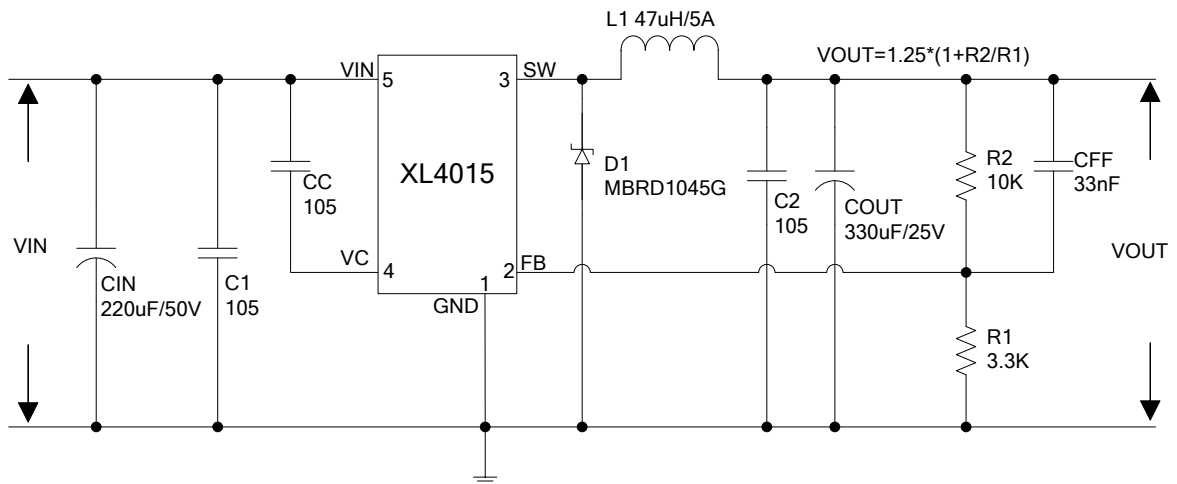 L1 47uH/5A
VOUT=1.25*(1+R2/R1)
VIN
5
3
SW
XL4015
CC
105
D1
MBRD1045G
C2
105
COUT
330uF/25V
R2
10K
CFF
33nF
VIN
VC
4
2
FB
1
GND
CIN
220uF/50V
C1
105
R1
3.3K
VOUT